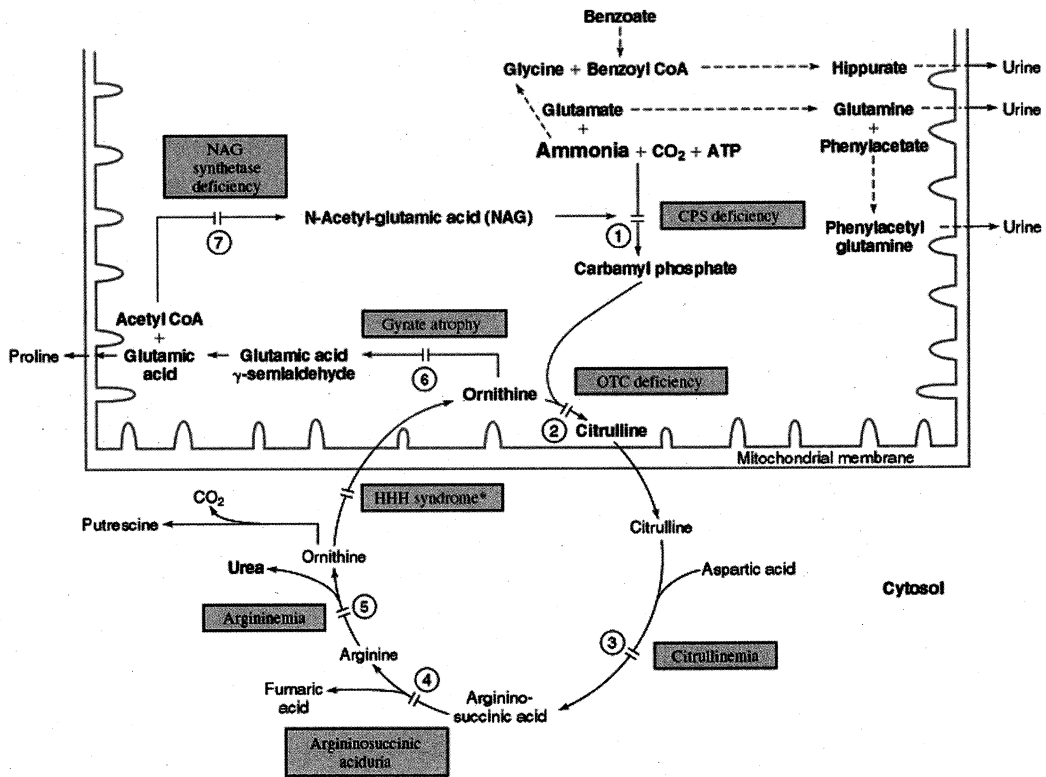 Benzoate
Glycine + Benzoyl CoA
Hippurate
Urine
Glutamate
Glutamine
Urine
+
+
Ammonia + CO₂ + ATP
Phenylacetate
NAG
synthetase
deficiency
N-Acetyl-glutamic acid (NAG)
CPS deficiency
Phenylacetyl
glutamine
Urine
7
1
Carbamyl phosphate
Acetyl CoA
+
Glutamic
acid
Gyrate atrophy
Proline
Glutamic acid
γ-semialdehyde
6
OTC deficiency
Ornithine
2
Citrulline
Mitochondrial membrane
HHH syndrome*
CO₂
Putrescine
Citrulline
Ornithine
Urea
Aspartic acid
Cytosol
5
Argininemia
3
Citrullinemia
Arginine
4
Fumaric
acid
Arginino-
succinic acid
Argininosuccinic
aciduria